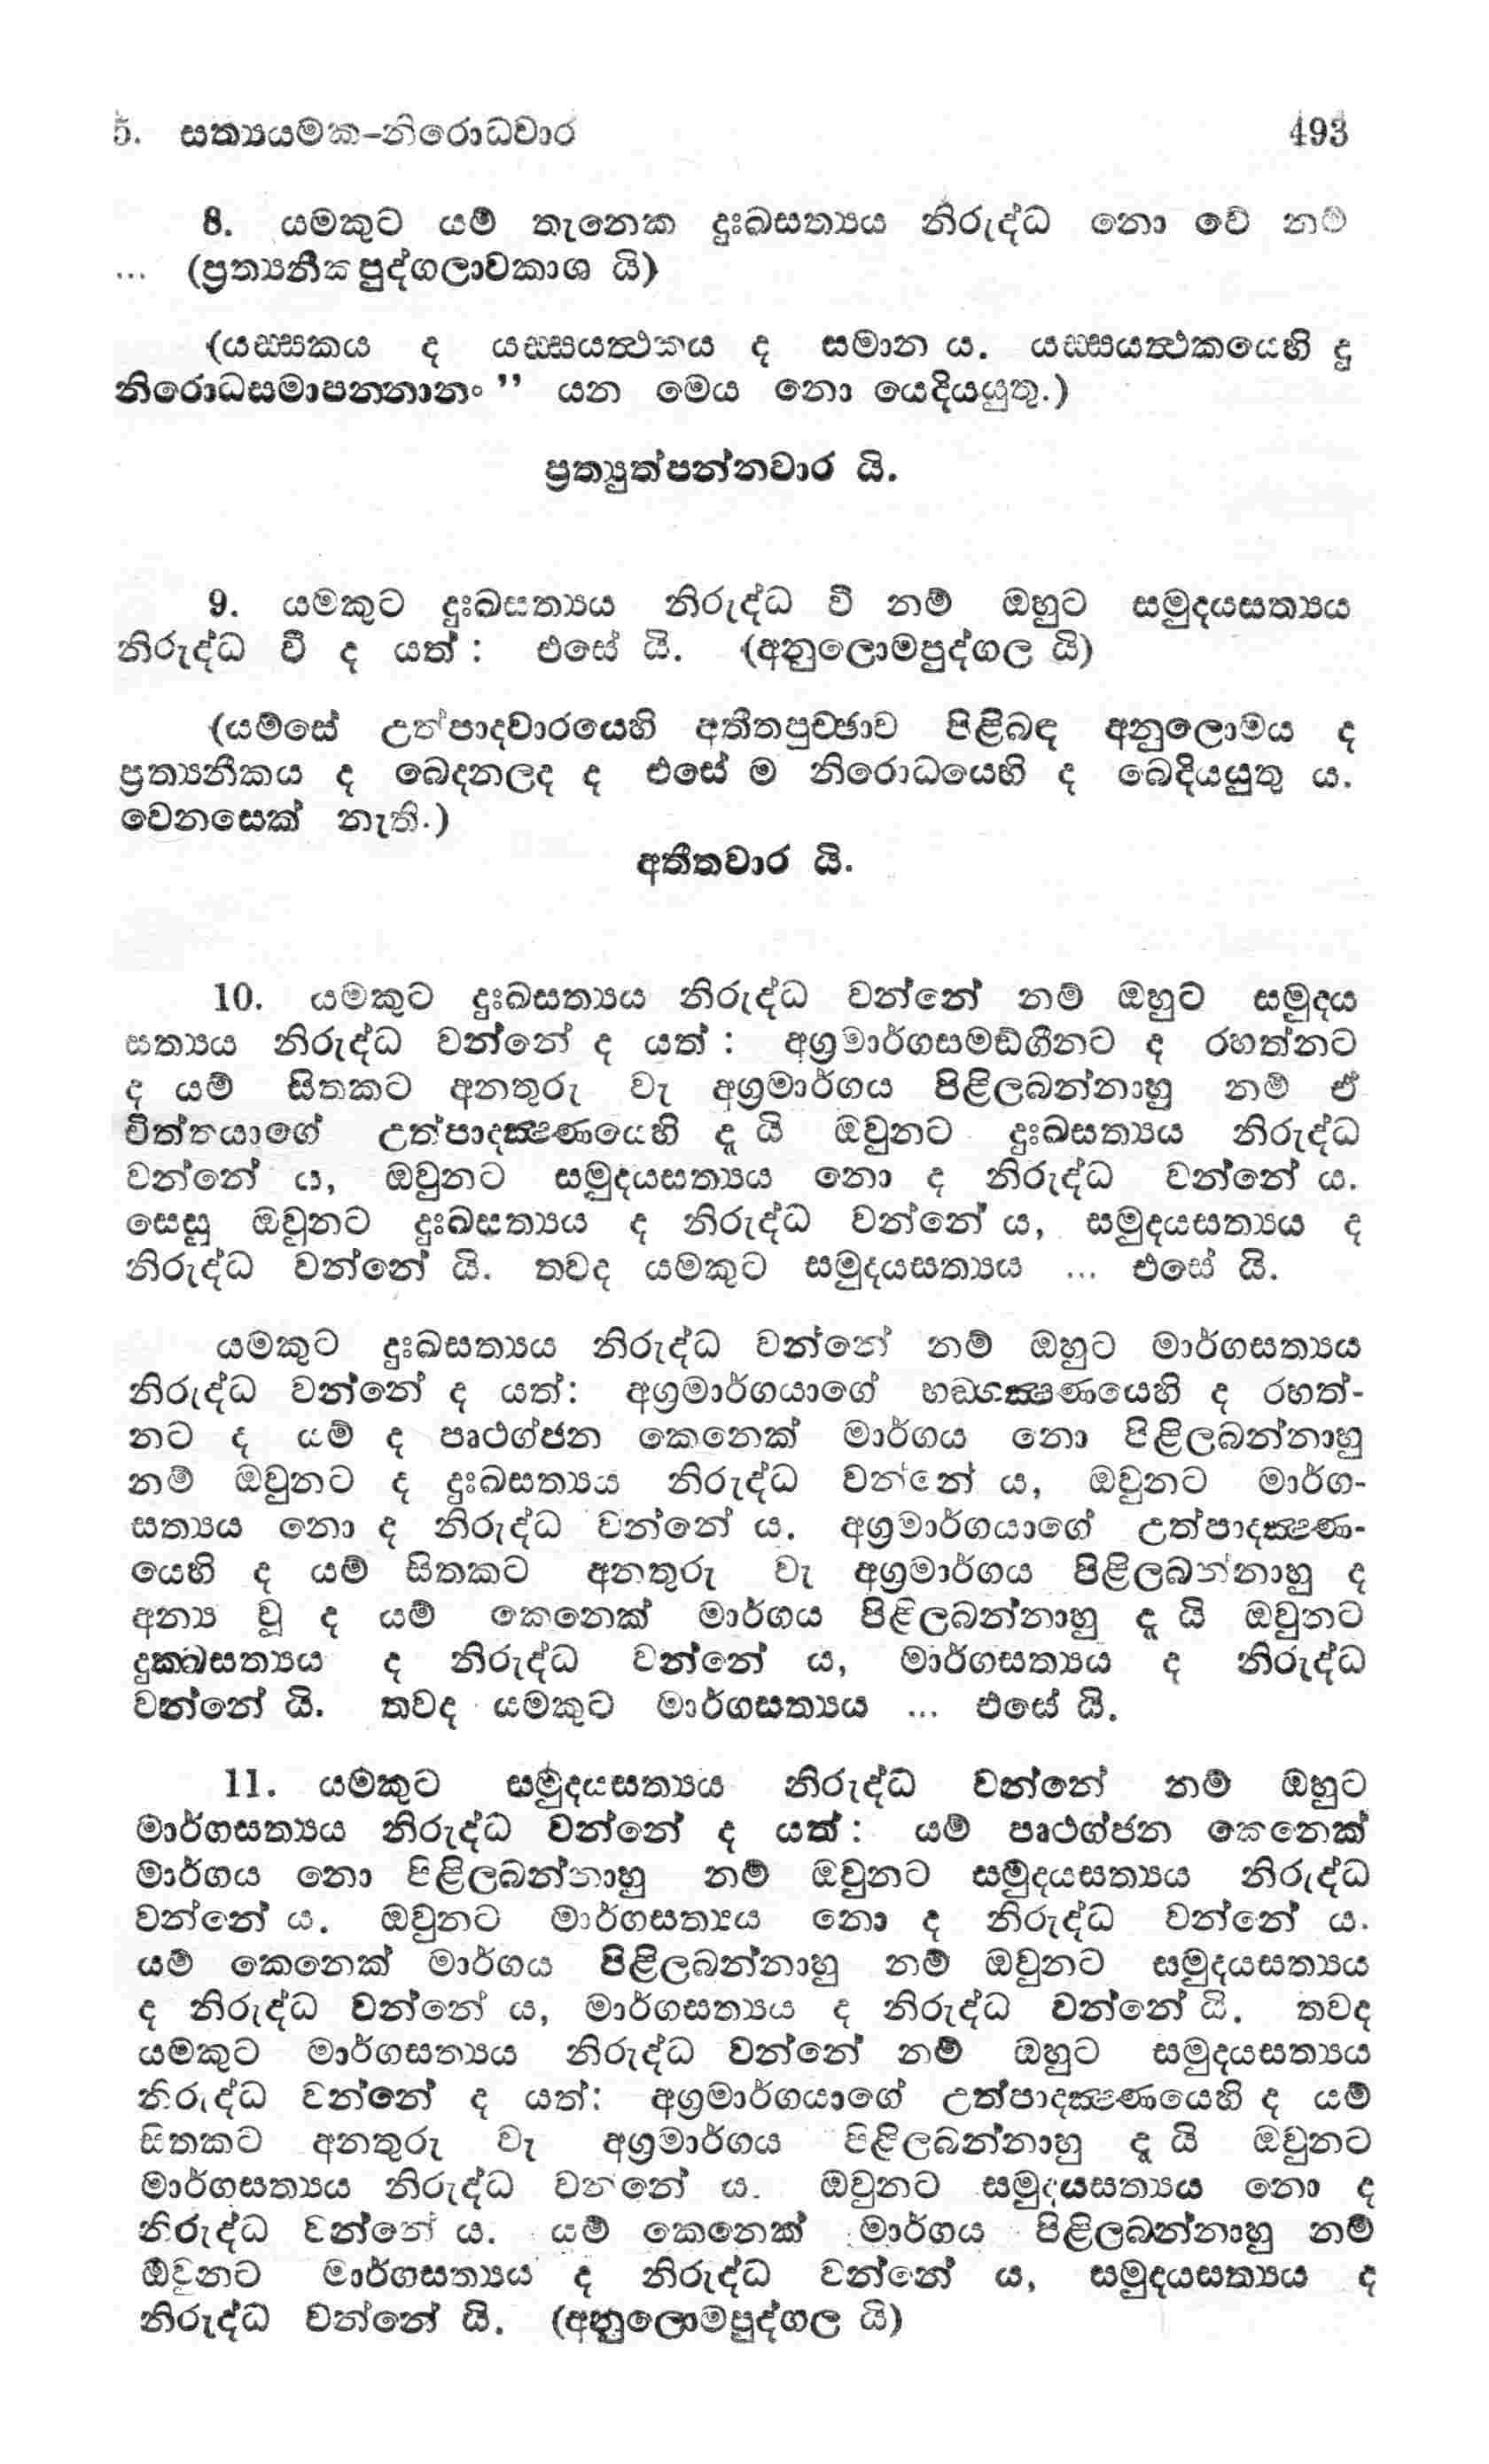 5. සත්‍යයමක-නිරොධවාර 493
8. යමකුට යම් තැනෙක දුඃඛසත්‍යය නිරුද්ධ නො වේ නම්
... (ප්‍රත්‍යනීකපුද්ගලාවකාශ යි)
(යස්සකය ද යස්සයත්‍ථකය ද සමාන ය. යස්සයත්‍ථකයෙහි දු
නිරොධසමාපන්නානං ” යන මෙය නො යෙදියයුතු.)
ප්‍රත්‍යුත්පන්නවාර යි.
9. යමකුට දුඃඛසත්‍යය නිරුද්ධ වී නම් ඔහුට සමුදයසත්‍යය
නිරුද්ධ වී ද යත් : එසේ යි. (අනුලොමපුද්ගල යි)
(යම්සේ උත්පාදවාරයෙහි අතීතපුච්ඡාව පිළිබඳ අනුලොමය ද
ප්‍රත්‍යනීකය ද බෙදනලද ද එසේ ම නිරොධයෙහි ද බෙදියයුතු ය.
වෙනසෙක් නැති.)
අතීතවාර යි.
10. යමකුට දුඃඛසත්‍යය නිරුද්ධ වන්නේ නම් ඔහුට සමුදය
සත්‍යය නිරුද්ධ වන්නේ ද යත් : අග්‍රමාර්ගසමඞ්ගීනට ද රහත්නට
ද යම් සිතකට අනතුරු වැ අග්‍රමාර්ගය පිළිලබන්නාහු නම් ඒ
චිත්තයාගේ උත්පාදක්‍ෂණයෙහි දූ යි ඔවුනට දුඃඛසත්‍යය නිරුද්ධ
වන්නේ ය, ඔවුනට සමුදයසත්‍යය නො ද නිරුද්ධ වන්නේ ය.
සෙසු ඔවුනට දුඃඛසත්‍යය ද නිරුද්ධ වන්නේ ය, සමුදයසත්‍යය ද
නිරුද්ධ වන්නේ යි. තවද යමකුට සමුදයසත්‍යය ... එසේ යි.
යමකුට දුඃඛසත්‍යය නිරුද්ධ වන්නේ නම් ඔහුට මාර්ගසත්‍යය
නිරුද්ධ වන්නේ ද යත්: අග්‍රමාර්ගයාගේ භඞ්ගක්‍ෂණයෙහි ද රහත්-
නට ද යම් ද පෘථග්ජන කෙනෙක් මාර්ගය නො පිළිලබන්නාහු
නම් ඔවුනට ද දුඃඛසත්‍යය නිරුද්ධ වන්නේ ය, ඔවුනට මාර්ග-
සත්‍යය නො ද නිරුද්ධ වන්නේ ය. අග්‍රමාර්ගයාගේ උත්පාදක්‍ෂණ-
යෙහි ද යම් සිතකට අනතුරු වැ අග්‍රමාර්ගය පිළිලබන්නාහු ද
අන්‍ය වූ ද යම් කෙනෙක් මාර්ගය පිළිලබන්නාහු දූ යි ඔවුනට
දුක්ඛසත්‍යය ද නිරුද්ධ වන්නේ ය, මාර්ගසත්‍යය ද නිරුද්ධ
වන්නේ යි. තවද යමකුට මාර්ගසත්‍යය ... එසේ යි.
11. යමකුට සමුදයසත්‍යය නිරුද්ධ වන්නේ නම් ඔහුට
මාර්ගසත්‍යය නිරුද්ධ වන්නේ ද යත් : යම් පෘථග්ජන කෙනෙක්
මාර්ගය නො පිළිලබන්නාහු නම් ඔවුනට සමුදයසත්‍යය නිරුද්ධ
වන්නේ ය. ඔවුනට මාර්ගසත්‍යය නො ද නිරුද්ධ වන්නේ ය.
යම් කෙනෙක් මාර්ගය පිළිලබන්නාහු නම් ඔවුනට සමුදයසත්‍යය
ද නිරුද්ධ වන්නේ ය, මාර්ගසත්‍යය ද නිරුද්ධ වන්නේ යි. තවද
යමකුට මාර්ගසත්‍යය නිරුද්ධ වන්නේ නම් ඔහුට සමුදයසත්‍යය
නිරුද්ධ වන්නේ ද යත්: අග්‍රමාර්ගයාගේ උත්පාදක්‍ෂණයෙහි ද යම්
සිතකට අනතුරු වැ අග්‍රමාර්ගය පිළිලබන්නාහු දූ යි ඔවුනට
මාර්ගසත්‍යය නිරුද්ධ වන්නේ ය. ඔවුනට සමුදයසත්‍යය නො ද
නිරුද්ධ වන්නේ ය. යම් කෙනෙක් මාර්ගය පිළිලබන්නාහු නම්
ඔවුනට මාර්ගසත්‍යය ද නිරුද්ධ වන්නේ ය, සමුදයසත්‍යය ද
නිරුද්ධ වන්නේ යි. (අනුලොමපුද්ගල යි)